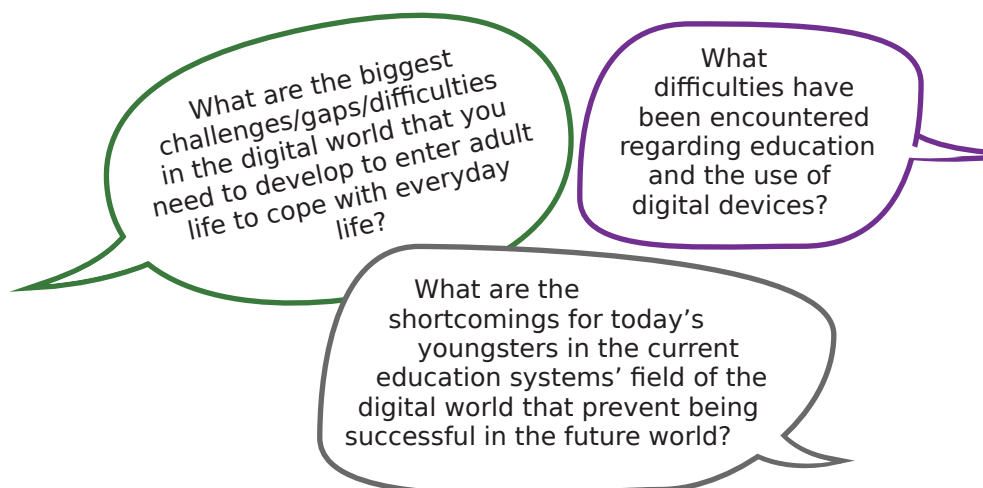 What are the biggest
challenges/gaps/difficulties
in the digital world that you
need to develop to enter adult
life to cope with everyday
life?
What
difficulties have
been encountered
regarding education
and the use of
digital devices?
What are the
shortcomings for today’s
youngsters in the current
education systems’ field of the
digital world that prevent being
successful in the future world?